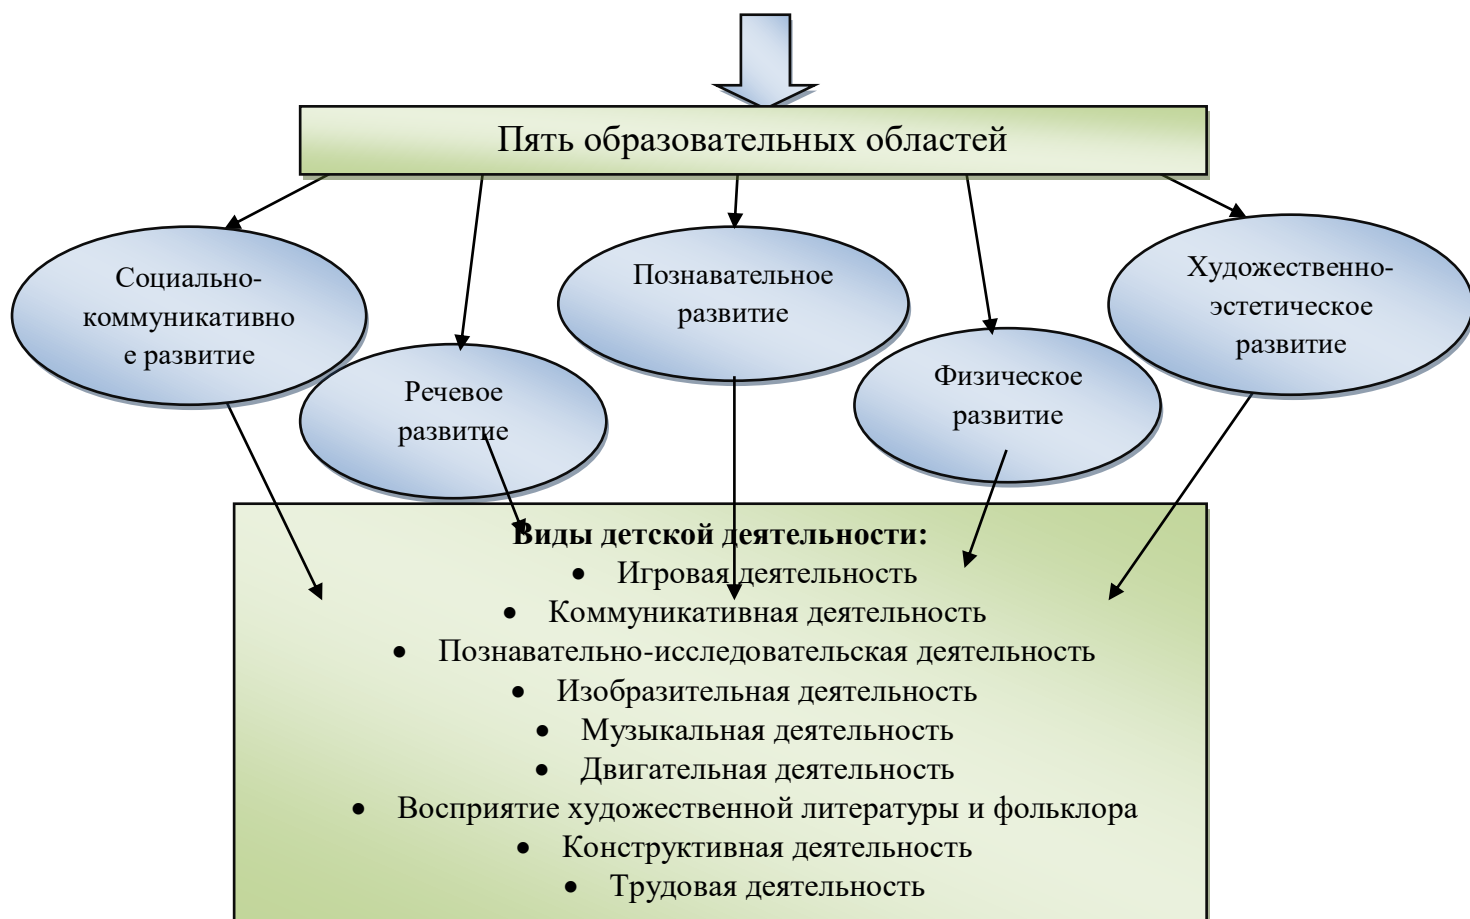 Пять образовательных областей
Социально-
коммуникативно
е развитие
Речевое
развитие
Познавательное
развитие
Физическое
развитие
Художественно-
эстетическое
развитие
Виды детской деятельности:
• Игровая деятельность
• Коммуникативная деятельность
• Познавательно-исследовательская деятельность
• Изобразительная деятельность
• Музыкальная деятельность
• Двигательная деятельность
• Восприятие художественной литературы и фольклора
• Конструктивная деятельность
• Трудовая деятельность